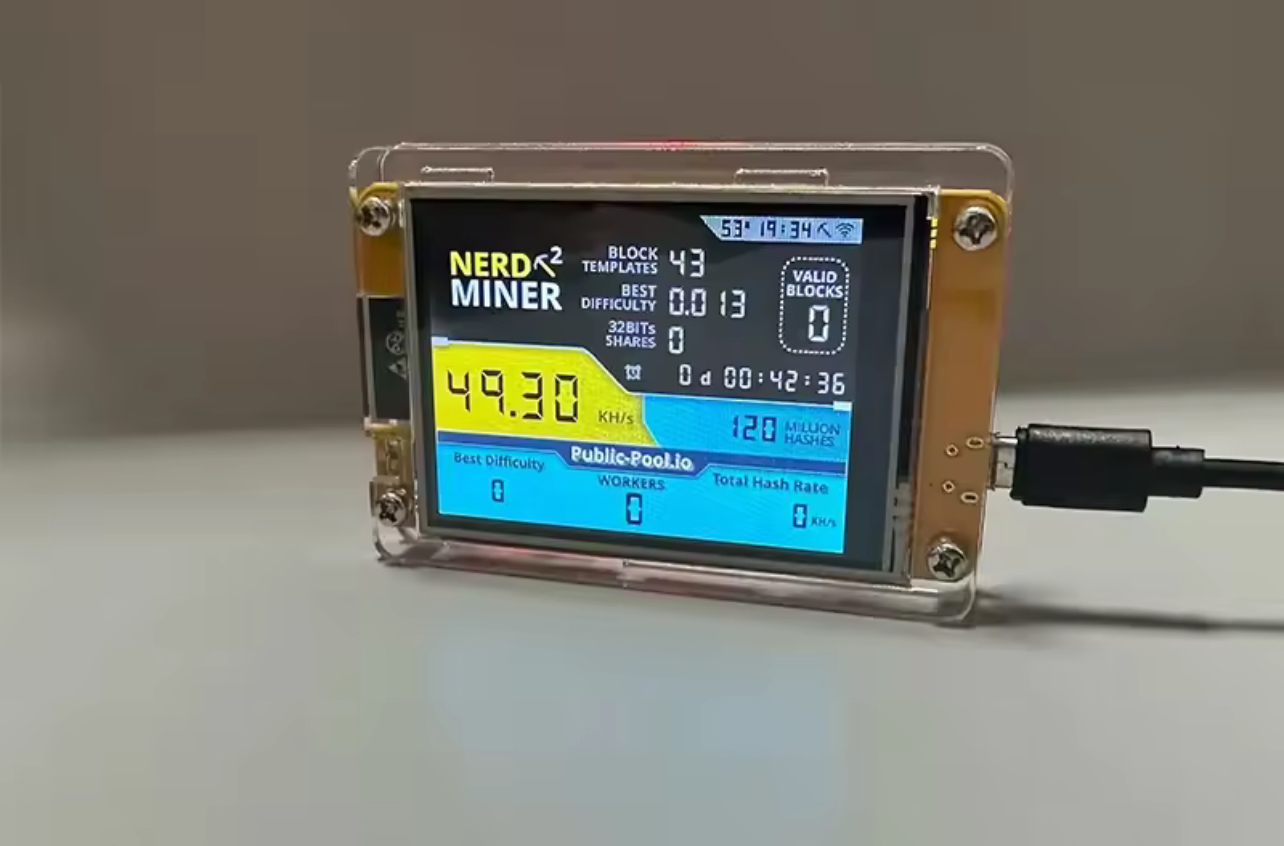 53° 19:34
NERD 2
MINER
BLOCK
TEMPLATES 43
BEST
DIFFICULTY 0.013
32BITs
SHARES 0
VALID
BLOCKS
0
0 d 00:42:36
49.30 KH/s
120 MILLION
HASHES
Public-Pool.io
Best Difficulty
0
WORKERS
0
Total Hash Rate
0 KH/s